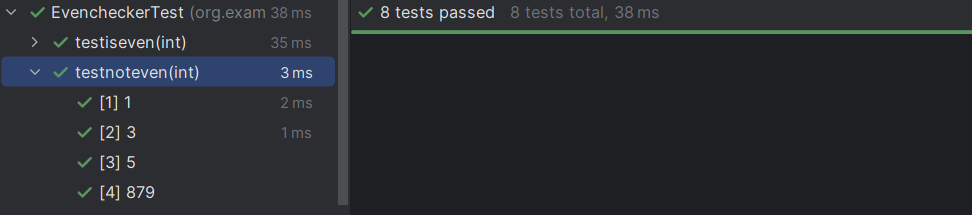 EvencheckerTest (org.exam 38 ms
testiseven(int) 35 ms
testnoteven(int) 3 ms
[1] 1 2 ms
[2] 3 1 ms
[3] 5
[4] 879
8 tests passed 8 tests total, 38 ms